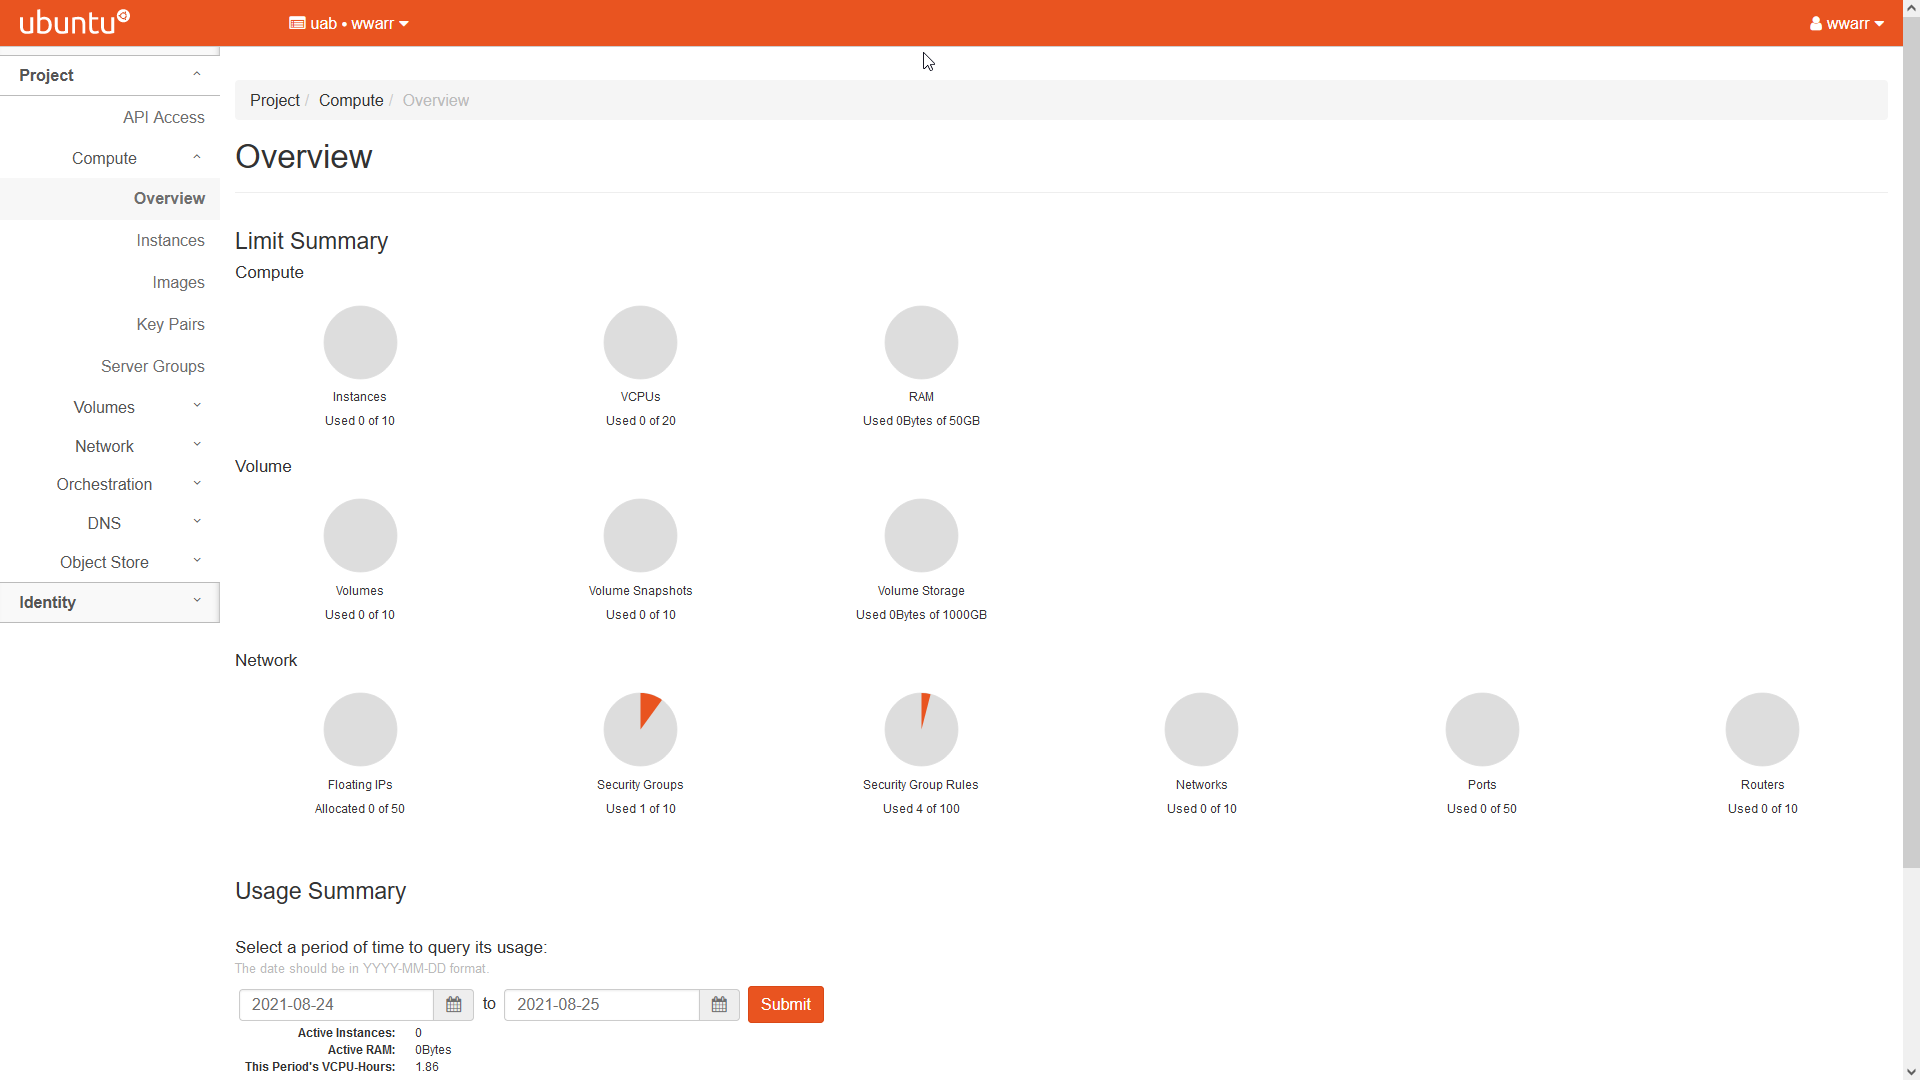 ubuntu
uab • wwarr
wwarr
Project
API Access
Compute
Overview
Instances
Images
Key Pairs
Server Groups
Volumes
Network
Orchestration
DNS
Object Store
Identity
Project / Compute / Overview
Overview
Limit Summary
Compute
Instances
Used 0 of 10
VCPUs
Used 0 of 20
RAM
Used 0Bytes of 50GB
Volume
Volumes
Used 0 of 10
Volume Snapshots
Used 0 of 10
Volume Storage
Used 0Bytes of 1000GB
Network
Floating IPs
Allocated 0 of 50
Security Groups
Used 1 of 10
Security Group Rules
Used 4 of 100
Networks
Used 0 of 10
Ports
Used 0 of 50
Routers
Used 0 of 10
Usage Summary
Select a period of time to query its usage:
The date should be in YYYY-MM-DD format.
2021-08-24 to 2021-08-25 Submit
Active Instances: 0
Active RAM: 0Bytes
This Period's VCPU-Hours: 1.86